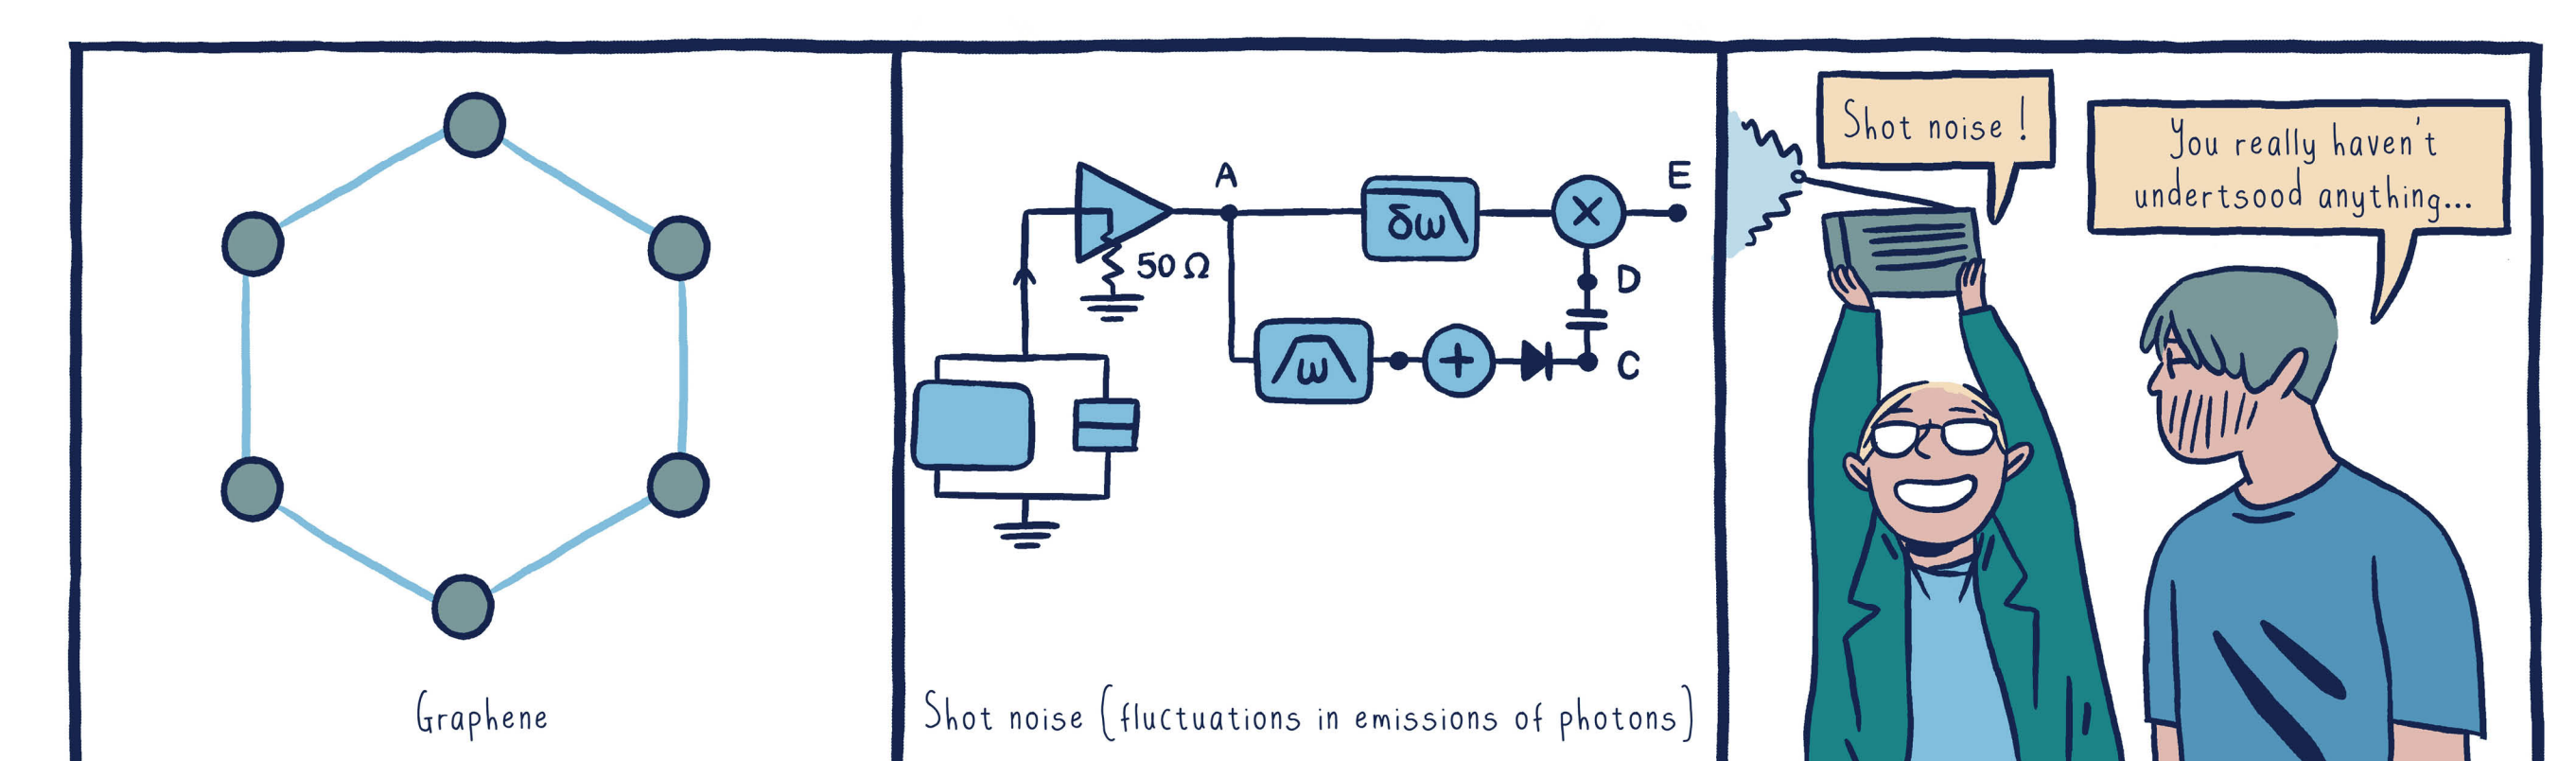 Graphene
A
E
δω
×
50 Ω
D
ω
+
C
Shot noise (fluctuations in emissions of photons)
Shot noise !
You really haven't
undertsood anything...